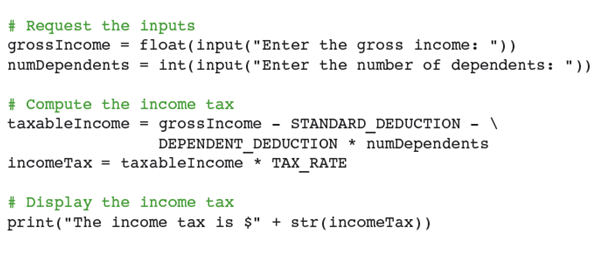 # Request the inputs
grossIncome = float(input("Enter the gross income: "))
numDependents = int(input("Enter the number of dependents: "))
# Compute the income tax
taxableIncome = grossIncome - STANDARD_DEDUCTION - \
DEPENDENT_DEDUCTION * numDependents
incomeTax = taxableIncome * TAX_RATE
# Display the income tax
print("The income tax is $" + str(incomeTax))